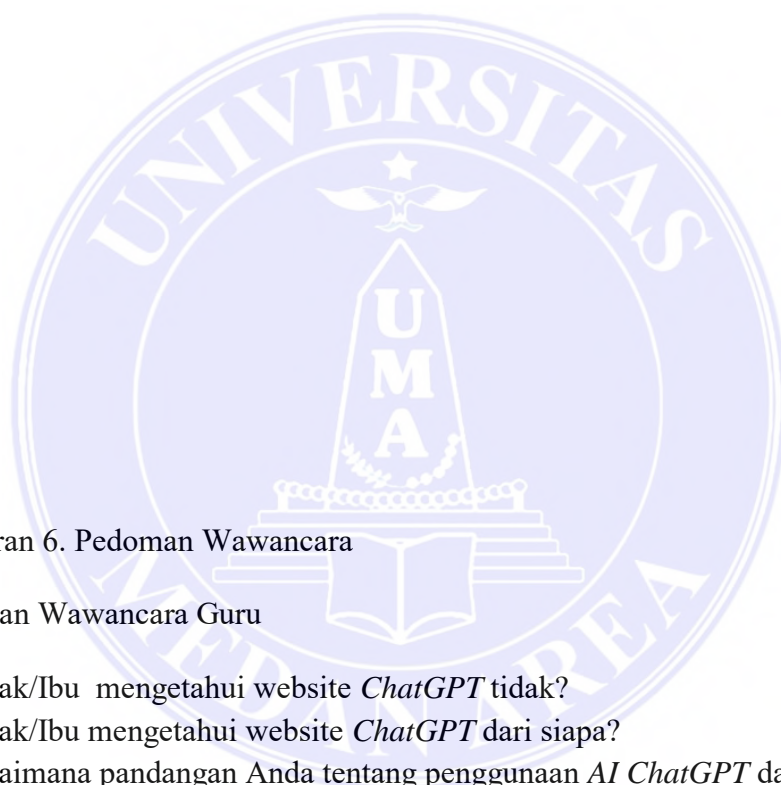 UNIVERSITAS
UMA
MEDAN AREA
ran 6. Pedoman Wawancara
an Wawancara Guru
ak/Ibu mengetahui website ChatGPT tidak?
ak/Ibu mengetahui website ChatGPT dari siapa?
aimana pandangan Anda tentang penggunaan AI ChatGPT da